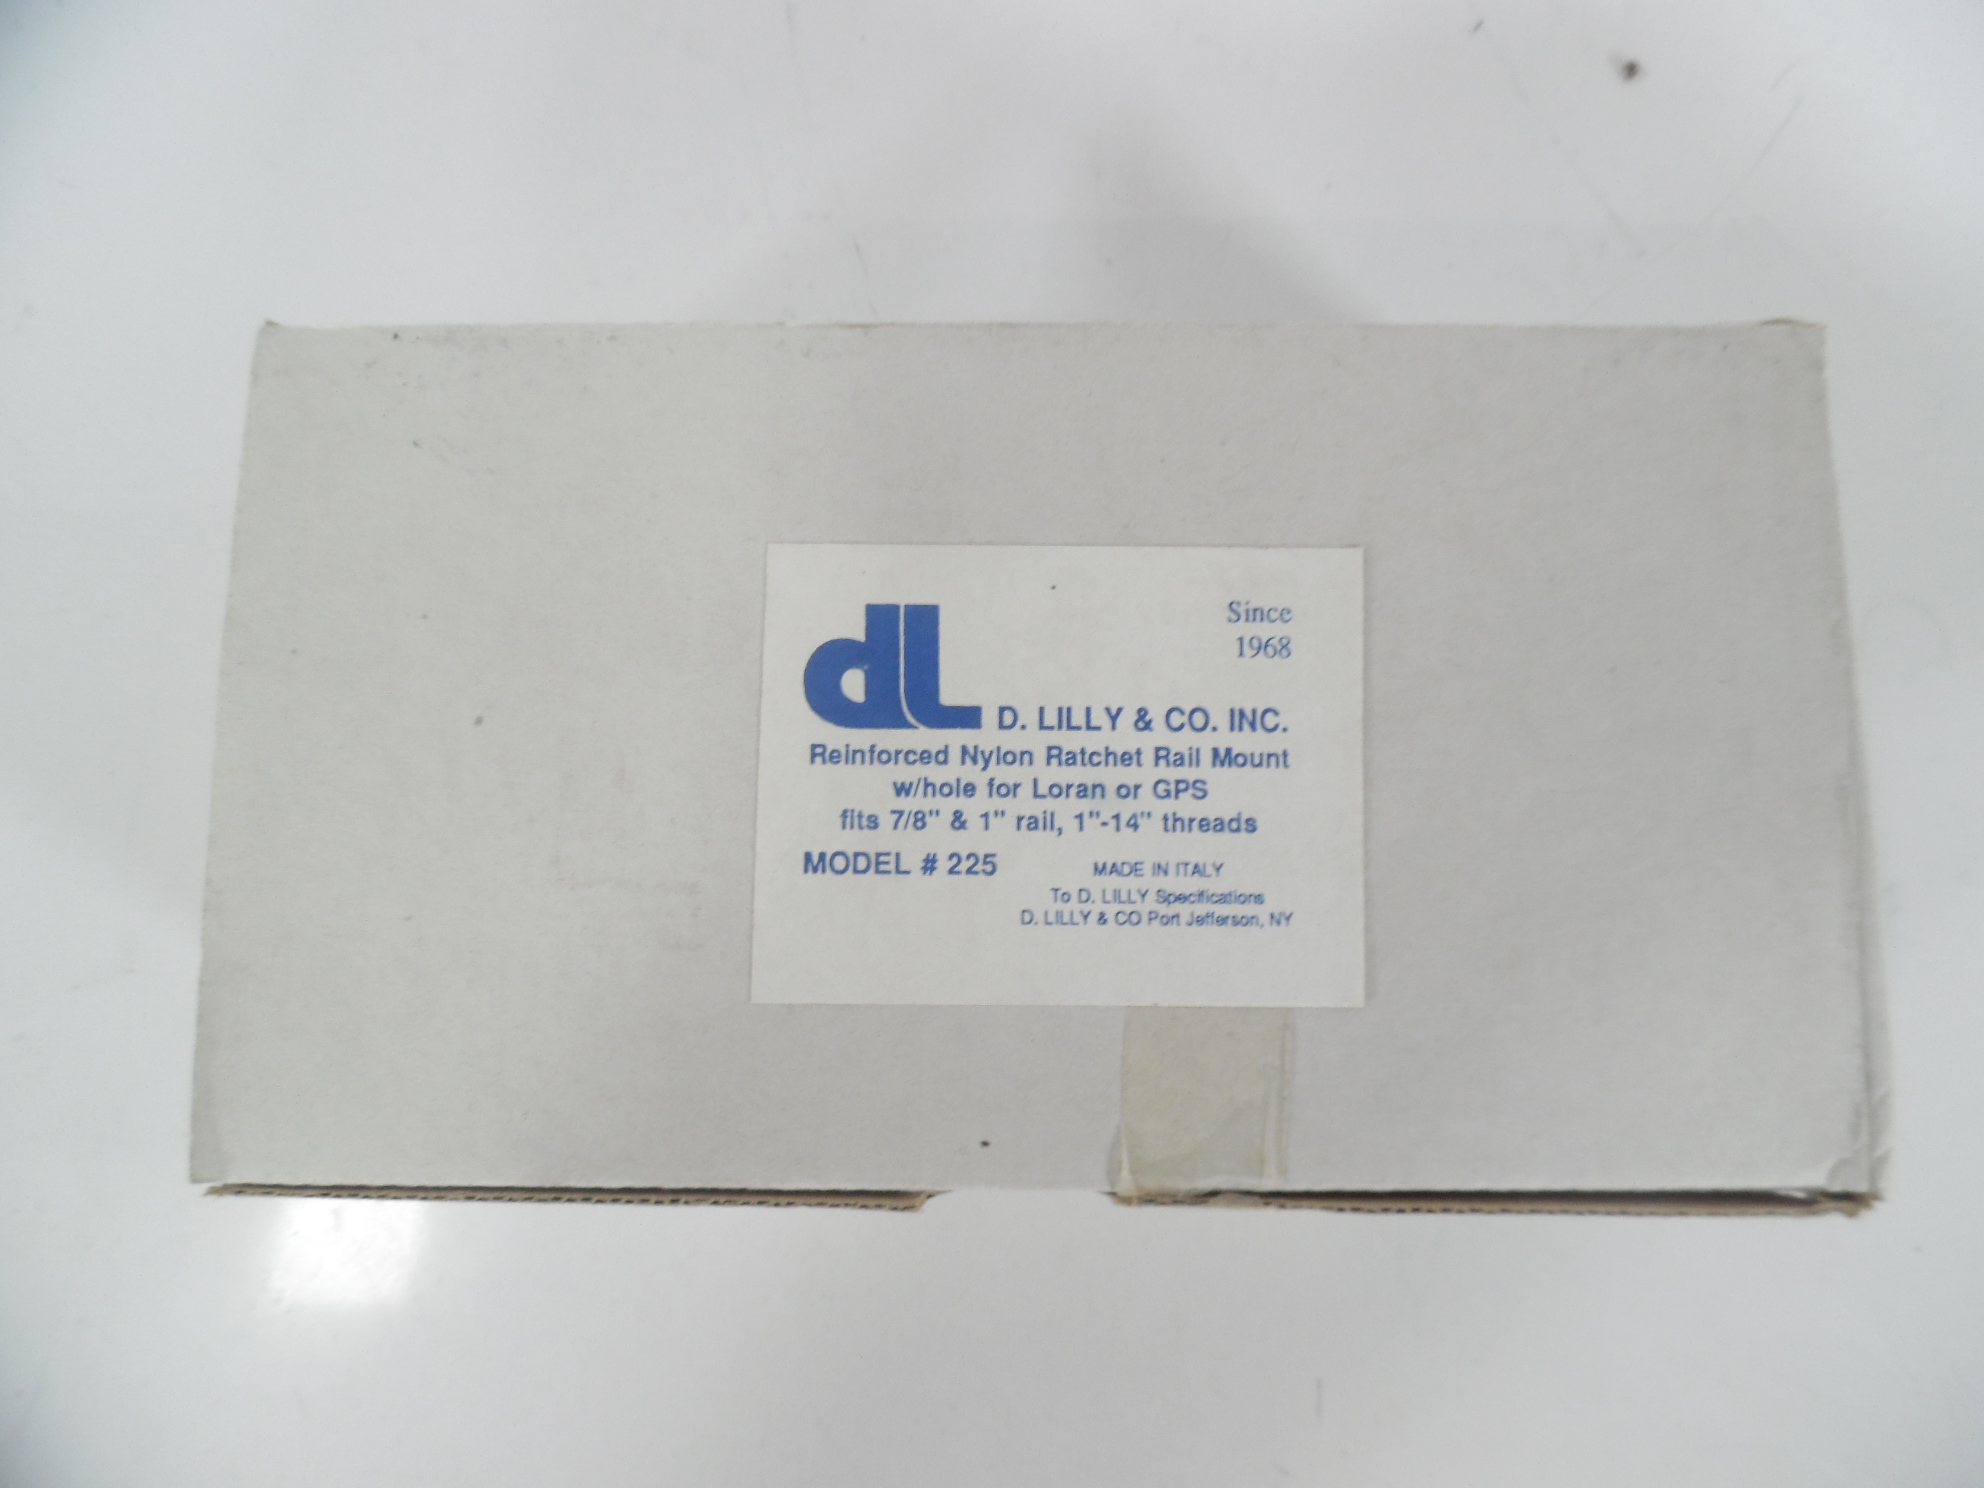 Since
1968
dL D. LILLY & CO. INC.
Reinforced Nylon Ratchet Rail Mount
w/hole for Loran or GPS
fits 7/8" & 1" rail, 1"-14" threads
MODEL # 225 MADE IN ITALY
To D. LILLY Specifications
D. LILLY & CO Port Jefferson, NY